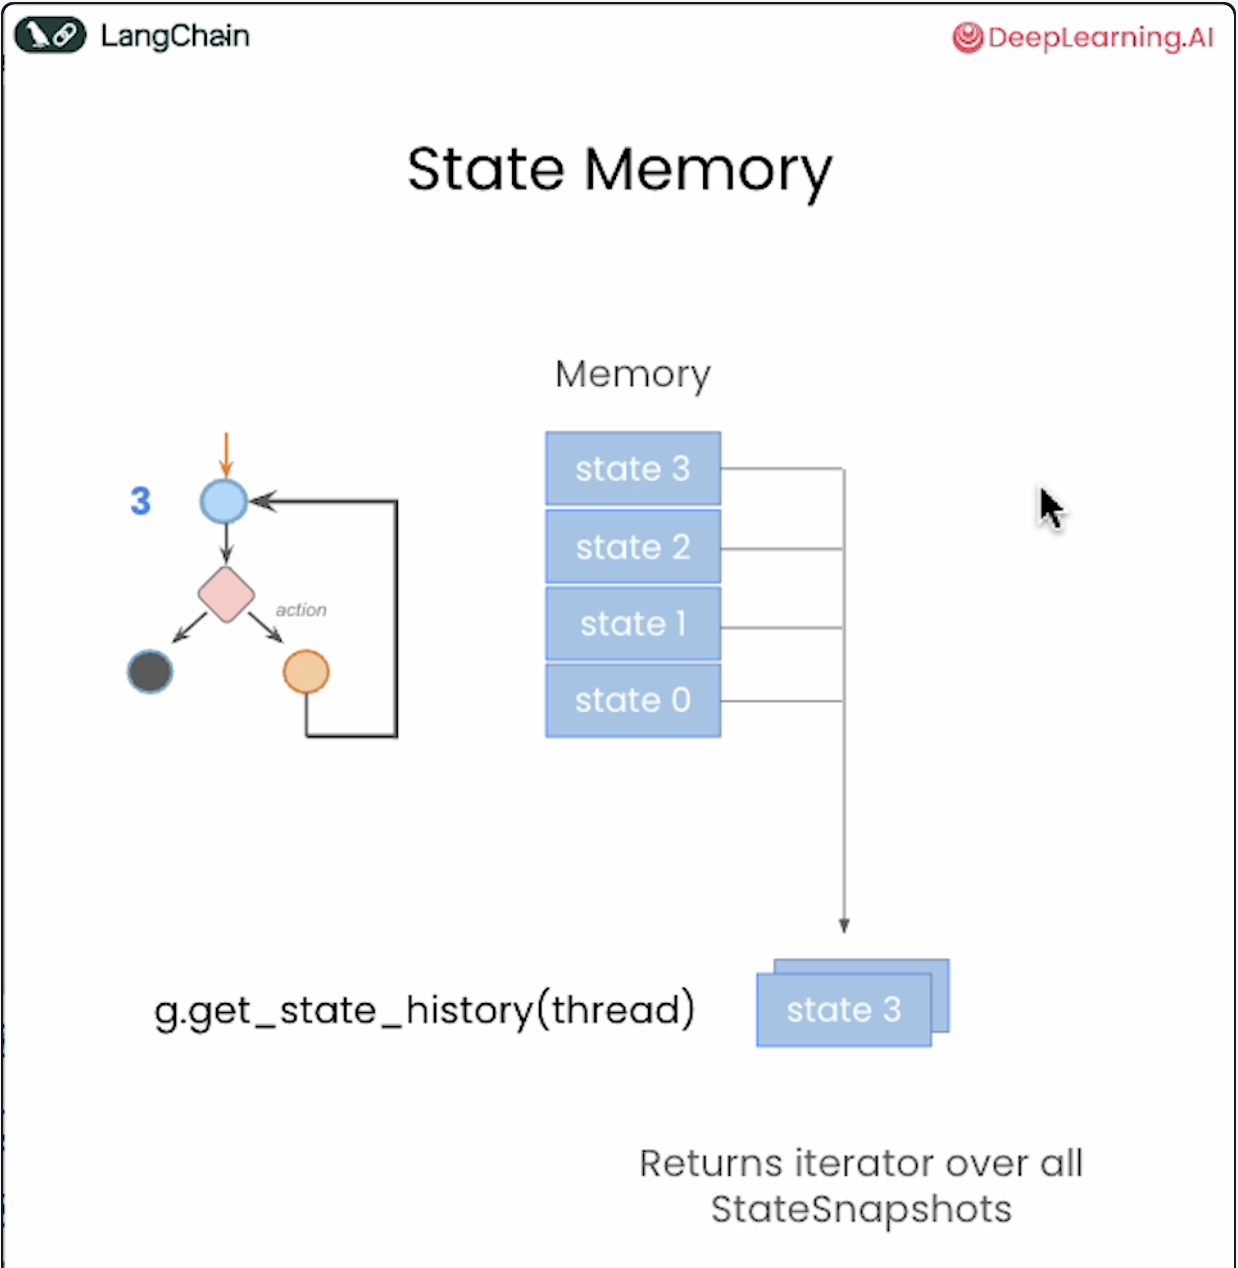 LangChain
DeepLearning.AI
State Memory
Memory
3
action
state 3
state 2
state 1
state 0
g.get_state_history(thread)
state 3
Returns iterator over all
StateSnapshots